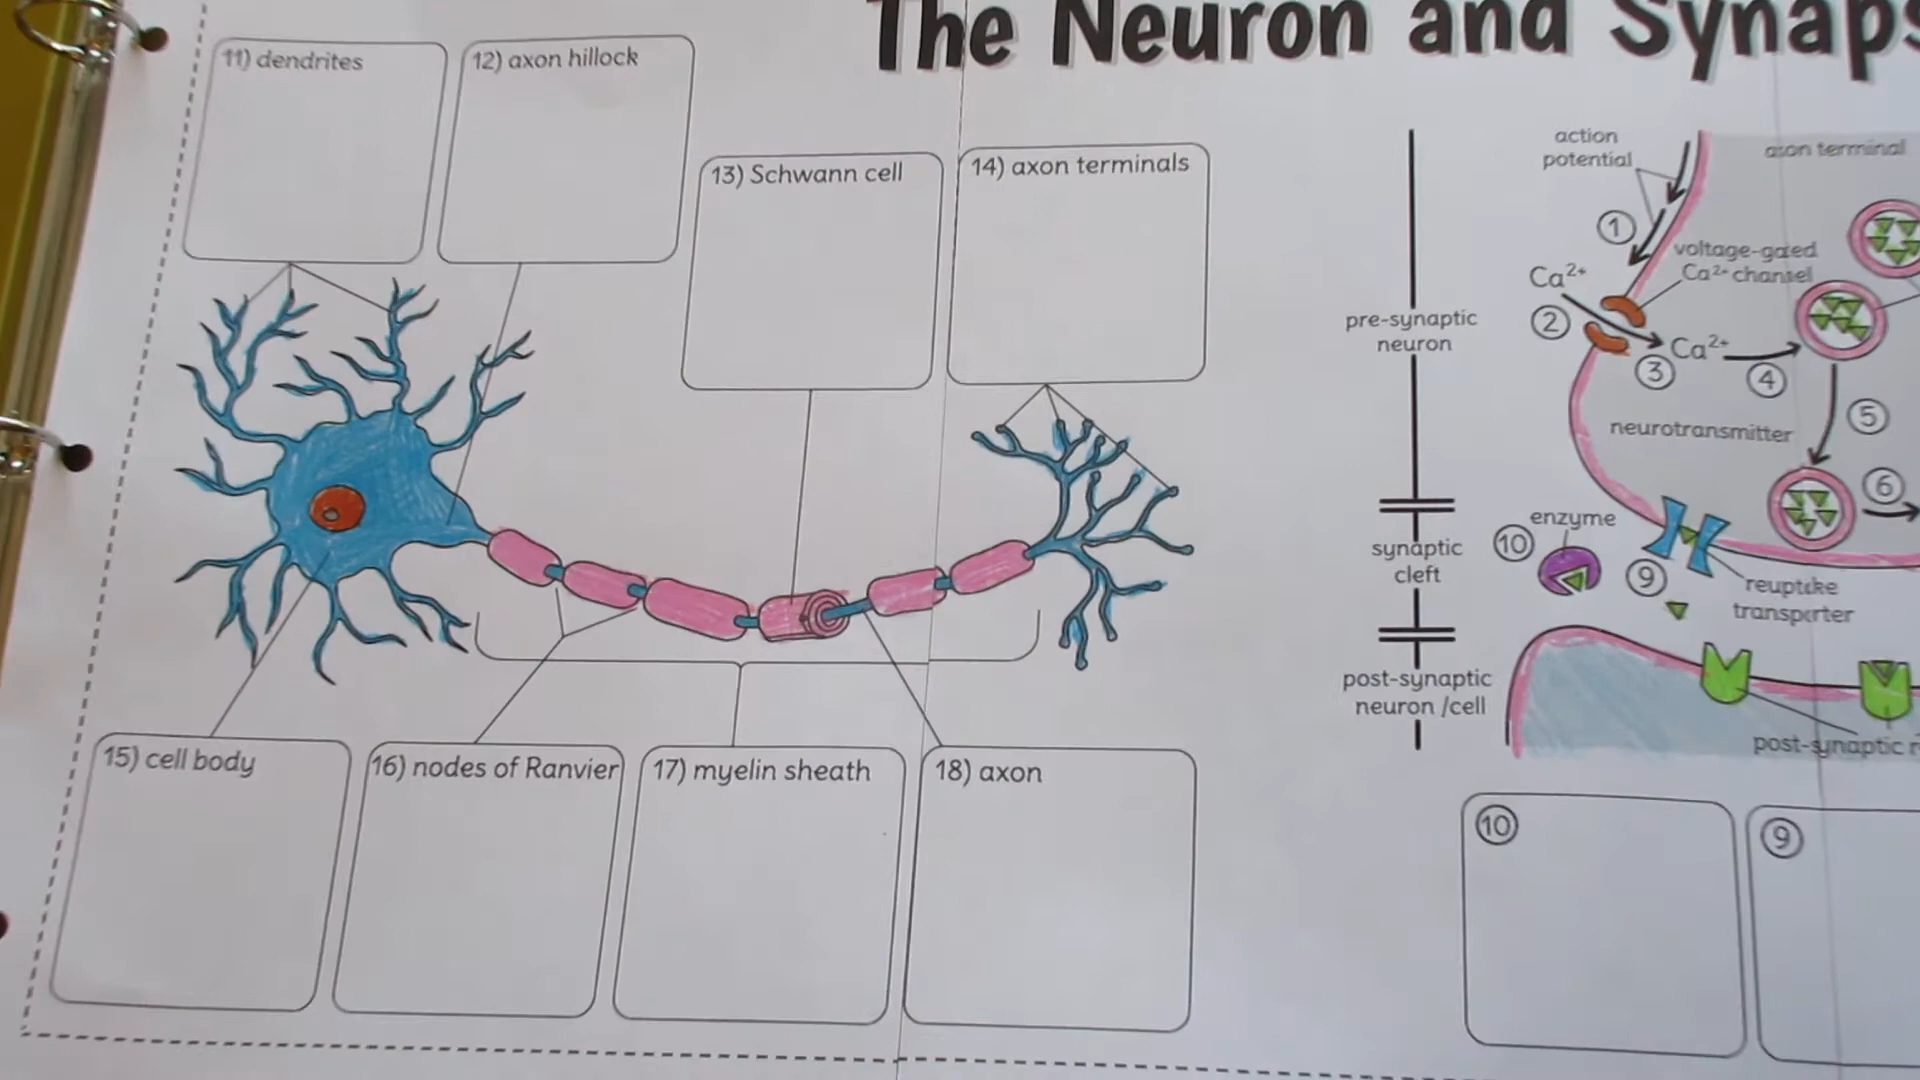 The Neuron and Synaps
11) dendrites
12) axon hillock
13) Schwann cell
14) axon terminals
15) cell body
16) nodes of Ranvier
17) myelin sheath
18) axon
pre-synaptic
neuron
synaptic
cleft
post-synaptic
neuron /cell
action
potential
axon terminal
1
voltage-gated
Ca2+ channel
Ca2+
2
3
Ca2+
4
5
neurotransmitter
6
enzyme
10
9
reuptake
transporter
post-synaptic r
10
9